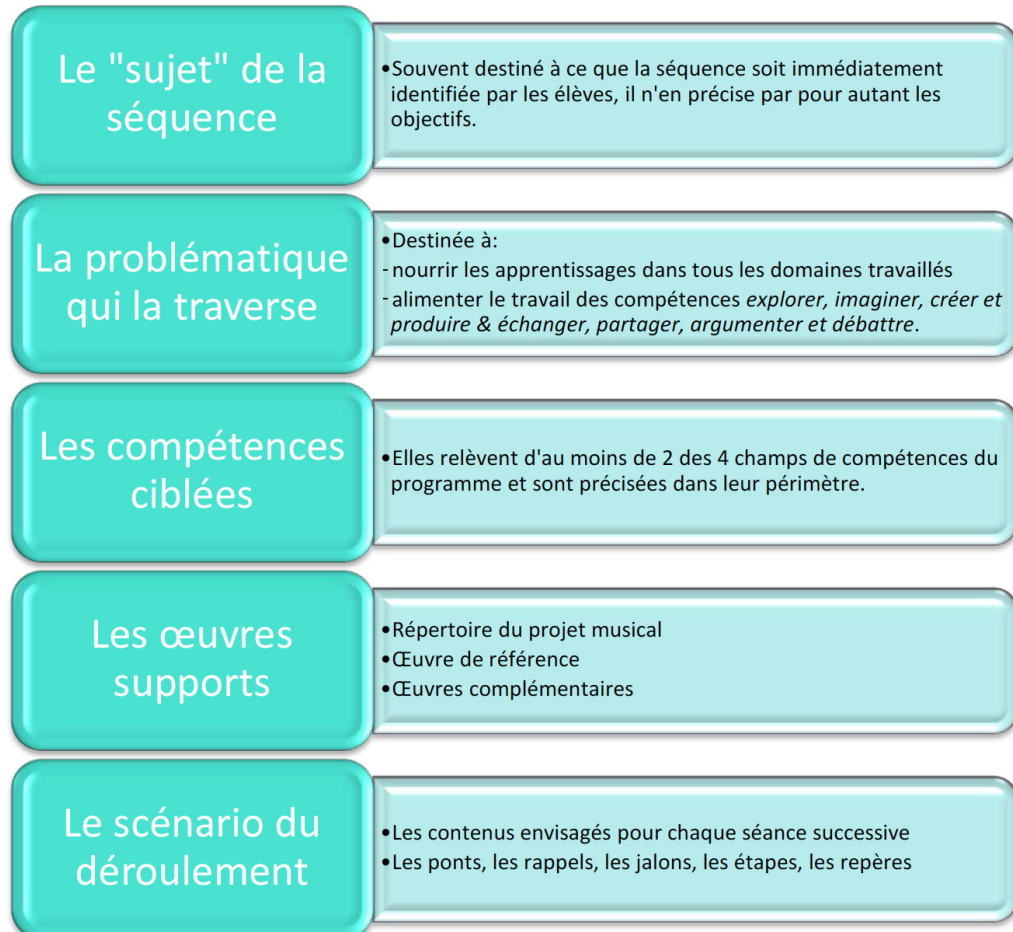 Le "sujet" de la
séquence
•Souvent destiné à ce que la séquence soit immédiatement
identifiée par les élèves, il n'en précise par pour autant les
objectifs.
La problématique
qui la traverse
•Destinée à:
- nourrir les apprentissages dans tous les domaines travaillés
- alimenter le travail des compétences explorer, imaginer, créer et
produire & échanger, partager, argumenter et débattre.
Les compétences
ciblées
•Elles relèvent d'au moins de 2 des 4 champs de compétences du
programme et sont précisées dans leur périmètre.
Les œuvres
supports
•Répertoire du projet musical
•Œuvre de référence
•Œuvres complémentaires
Le scénario du
déroulement
•Les contenus envisagés pour chaque séance successive
•Les ponts, les rappels, les jalons, les étapes, les repères